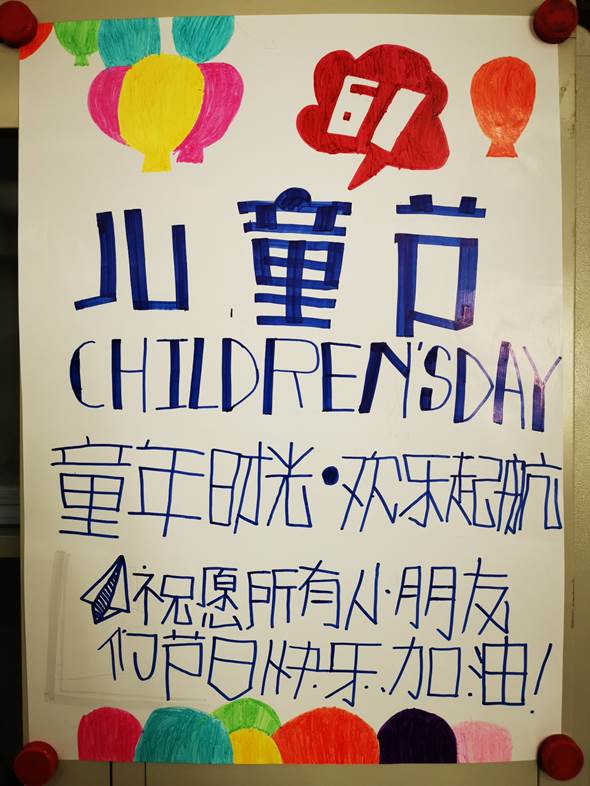 61
儿童节
CHILDREN'S DAY
童年时光·欢乐起航
祝愿所有小朋友
们节日快乐.加油!